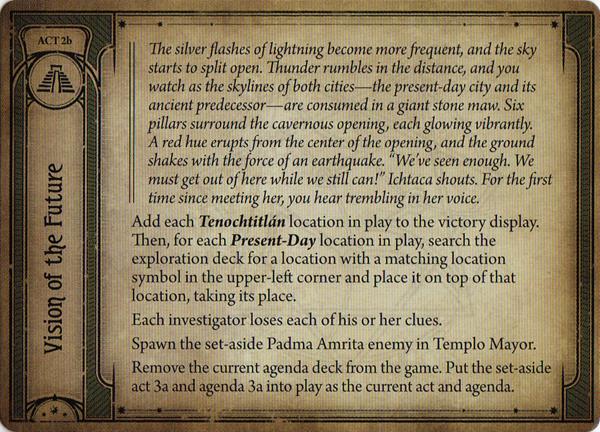 ACT 2b
Vision of the Future
The silver flashes of lightning become more frequent, and the sky
starts to split open. Thunder rumbles in the distance, and you
watch as the skylines of both cities—the present-day city and its
ancient predecessor—are consumed in a giant stone maw. Six
pillars surround the cavernous opening, each glowing vibrantly.
A red hue erupts from the center of the opening, and the ground
shakes with the force of an earthquake. “We’ve seen enough. We
must get out of here while we still can!” Ichtaca shouts. For the first
time since meeting her, you hear trembling in her voice.
Add each Tenochtitlán location in play to the victory display.
Then, for each Present-Day location in play, search the
exploration deck for a location with a matching location
symbol in the upper-left corner and place it on top of that
location, taking its place.
Each investigator loses each of his or her clues.
Spawn the set-aside Padma Amrita enemy in Templo Mayor.
Remove the current agenda deck from the game. Put the set-aside
act 3a and agenda 3a into play as the current act and agenda.